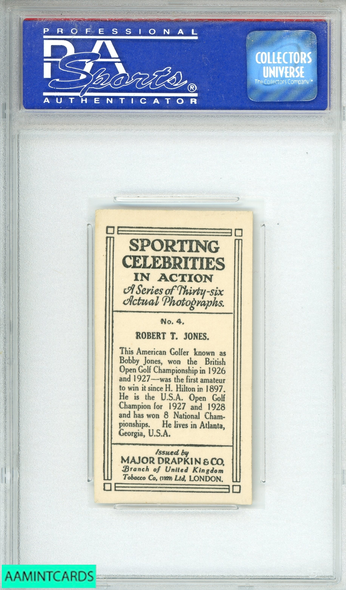 PROFESSIONAL
PSA
Sports®
AUTHENTICATOR
COLLECTORS
UNIVERSE
SPORTING
CELEBRITIES
IN ACTION
A Series of Thirty-six
Actual Photographs.
No. 4.
ROBERT T. JONES.
This American Golfer known as
Bobby Jones, won the British
Open Golf Championship in 1926
and 1927—was the first amateur
to win it since H. Hilton in 1897.
He is the U.S.A. Open Golf
Champion for 1927 and 1928
and has won 8 National Cham-
pionships. He lives in Atlanta,
Georgia, U.S.A.
Issued by
MAJOR DRAPKIN & CO.
Branch of United Kingdom
Tobacco Co, (1929) Ltd, LONDON.
AAMINTCARDS